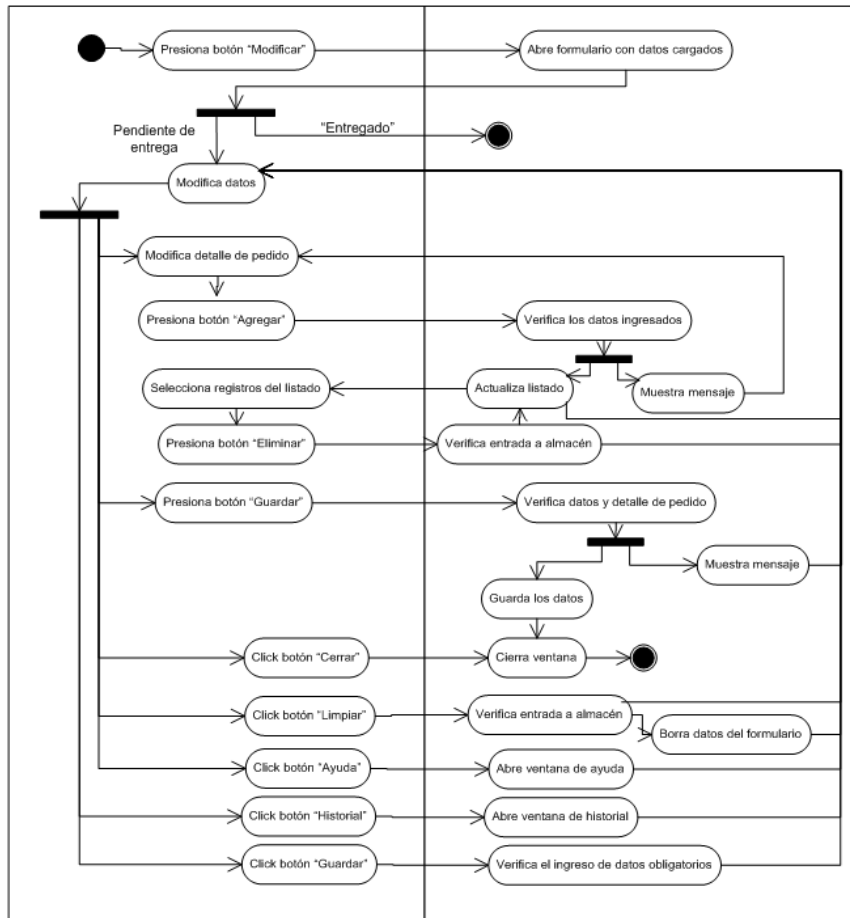 Presiona botón “Modificar”
Abre formulario con datos cargados
Pendiente de
entrega
“Entregado”
Modifica datos
Modifica detalle de pedido
Presiona botón “Agregar”
Verifica los datos ingresados
Selecciona registros del listado
Actualiza listado
Muestra mensaje
Presiona botón “Eliminar”
Verifica entrada a almacén
Presiona botón “Guardar”
Verifica datos y detalle de pedido
Muestra mensaje
Guarda los datos
Click botón “Cerrar”
Cierra ventana
Click botón “Limpiar”
Verifica entrada a almacén
Borra datos del formulario
Click botón “Ayuda”
Abre ventana de ayuda
Click botón “Historial”
Abre ventana de historial
Click botón “Guardar”
Verifica el ingreso de datos obligatorios